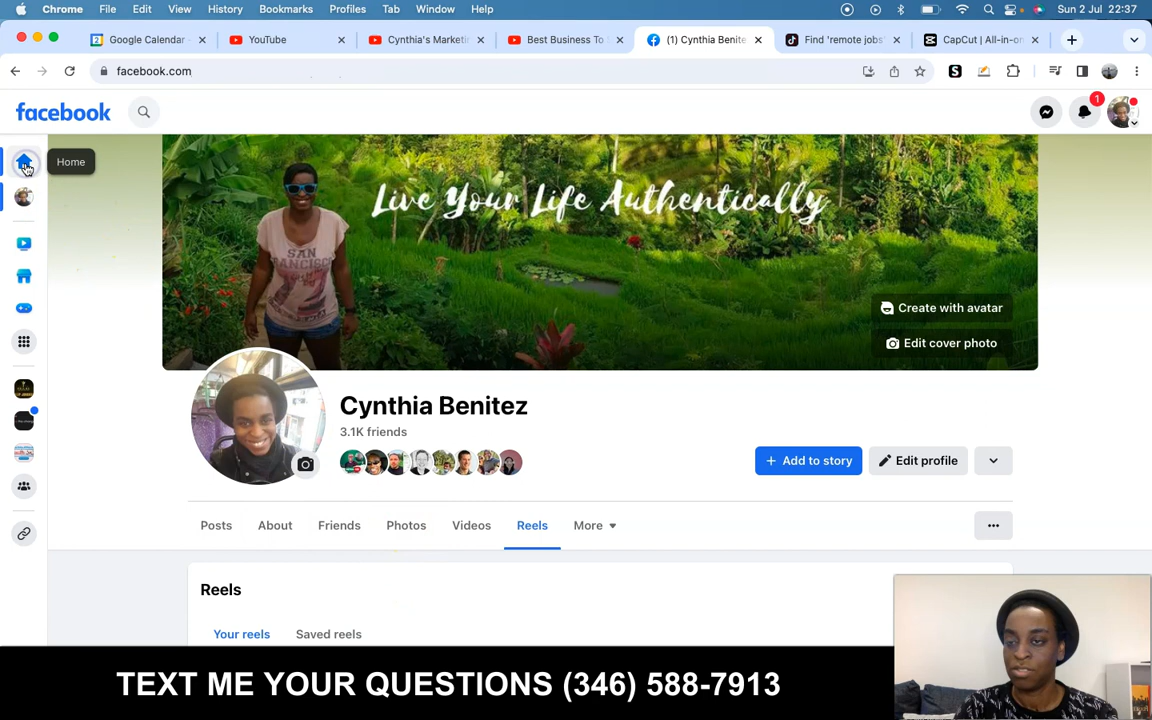 Chrome File Edit View History Bookmarks Profiles Tab Window Help Sun 2 Jul 22:37
Google Calendar - YouTube Cynthia's Marketi Best Business To (1) Cynthia Benite Find 'remote jobs' CapCut | All-in-on
facebook.com
facebook
1
Home
Live Your Life Authentically
SAN FRANCISCO
Create with avatar
Edit cover photo
Cynthia Benitez
3.1K friends
+ Add to story Edit profile
Posts About Friends Photos Videos Reels More
Reels
Your reels Saved reels
TEXT ME YOUR QUESTIONS (346) 588-7913